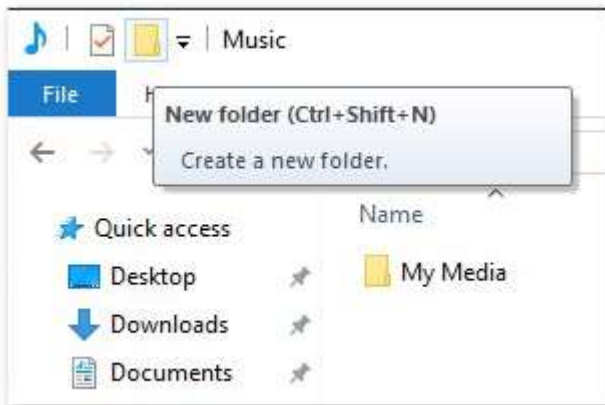 Music
File
New folder (Ctrl+Shift+N)
Create a new folder.
Name
Quick access
My Media
Desktop
Downloads
Documents